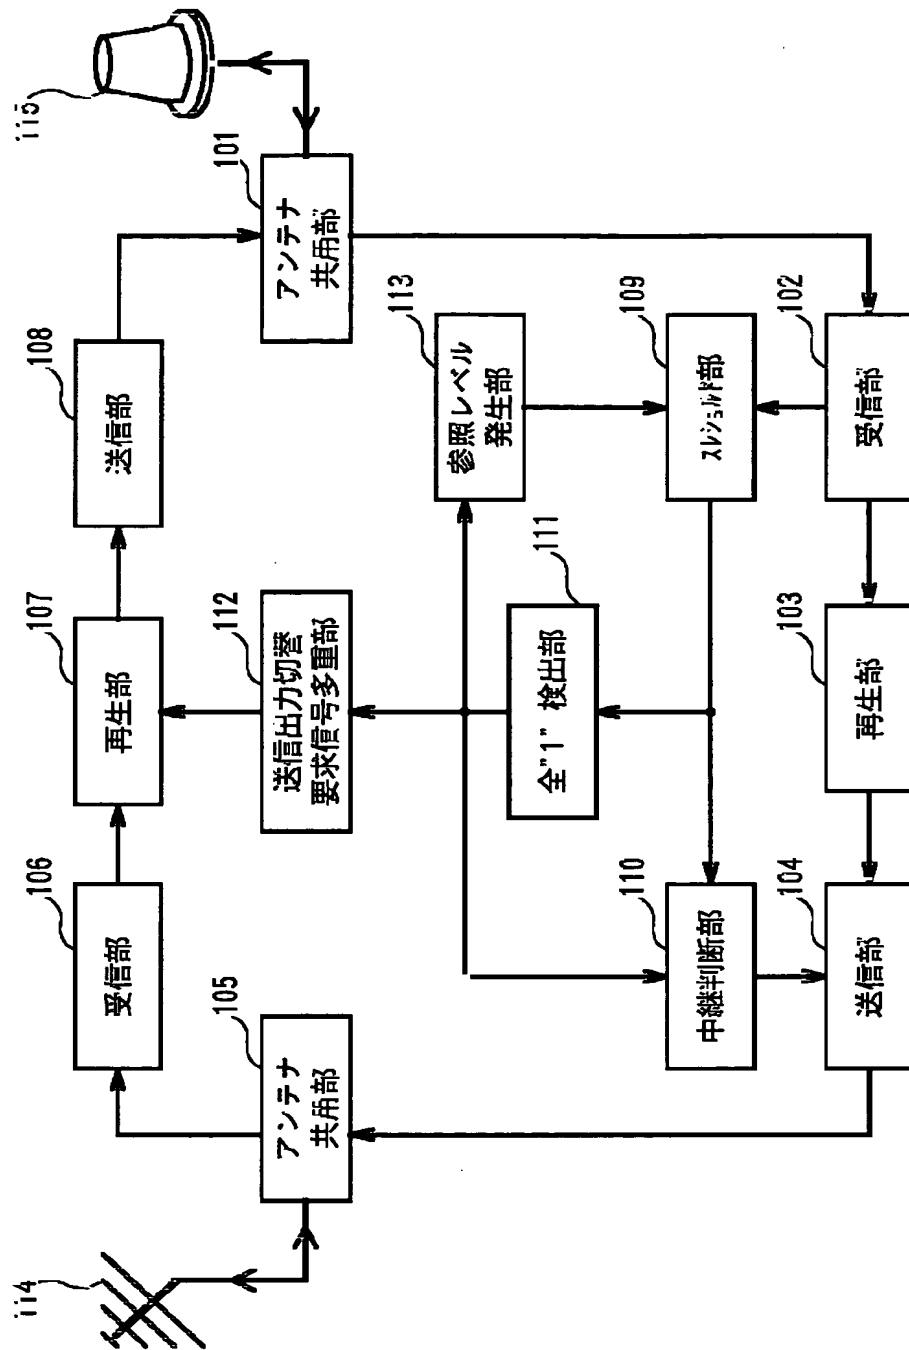 114
105
アンテナ
共用部
106
受信部
107
再生部
108
送信部
101
アンテナ
共用部
115
112
送信出力切替
要求信号多重部
113
参照レベル
発生部
111
全"1" 検出部
110
中継判断部
109
スレショルド部
104
送信部
103
再生部
102
受信部